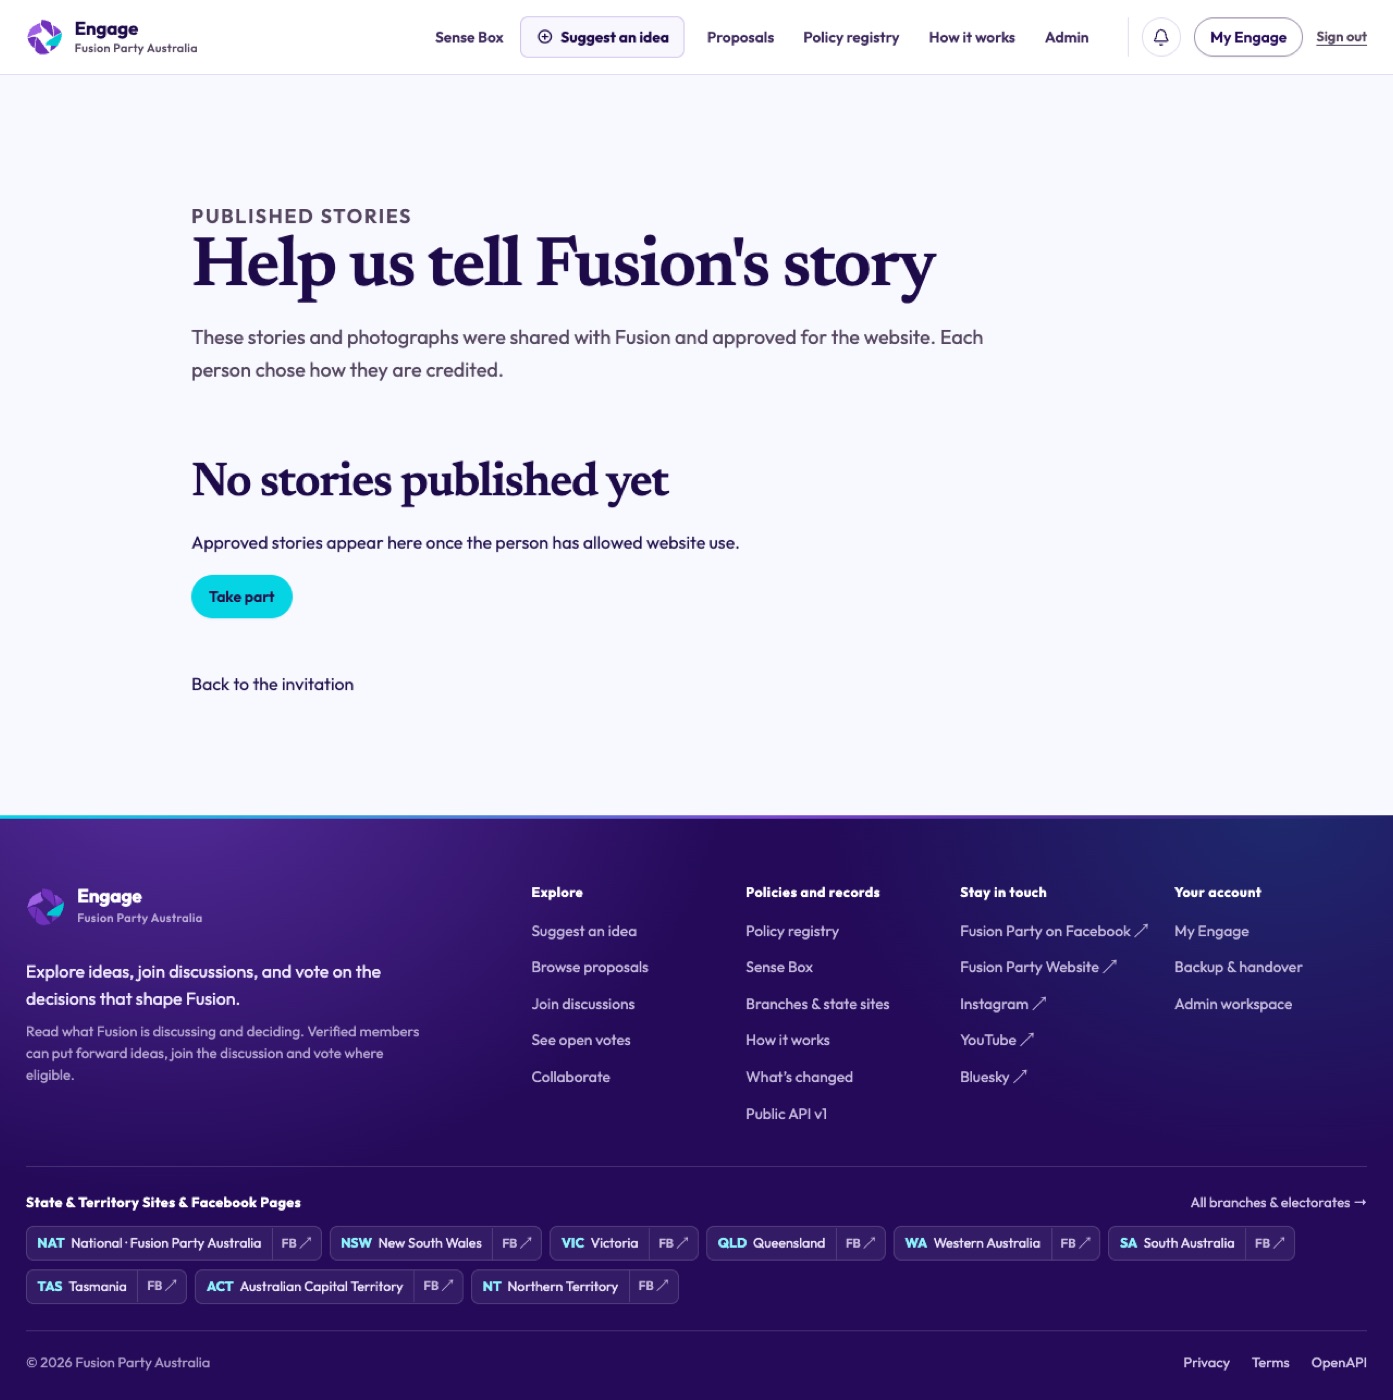 Engage
Fusion Party Australia
Sense Box
Suggest an idea
Proposals
Policy registry
How it works
Admin
My Engage
Sign out
PUBLISHED STORIES
Help us tell Fusion's story
These stories and photographs were shared with Fusion and approved for the website. Each
person chose how they are credited.
No stories published yet
Approved stories appear here once the person has allowed website use.
Take part
Back to the invitation
Engage
Fusion Party Australia
Explore ideas, join discussions, and vote on the
decisions that shape Fusion.
Read what Fusion is discussing and deciding. Verified members
can put forward ideas, join the discussion and vote where
eligible.
Explore
Suggest an idea
Browse proposals
Join discussions
See open votes
Collaborate
Policies and records
Policy registry
Sense Box
Branches & state sites
How it works
What's changed
Public API v1
Stay in touch
Fusion Party on Facebook ↗
Fusion Party Website ↗
Instagram ↗
YouTube ↗
Bluesky ↗
Your account
My Engage
Backup & handover
Admin workspace
State & Territory Sites & Facebook Pages
All branches & electorates →
NAT National · Fusion Party Australia FB ↗
NSW New South Wales FB ↗
VIC Victoria FB ↗
QLD Queensland FB ↗
WA Western Australia FB ↗
SA South Australia FB ↗
TAS Tasmania FB ↗
ACT Australian Capital Territory FB ↗
NT Northern Territory FB ↗
© 2026 Fusion Party Australia
Privacy
Terms
OpenAPI